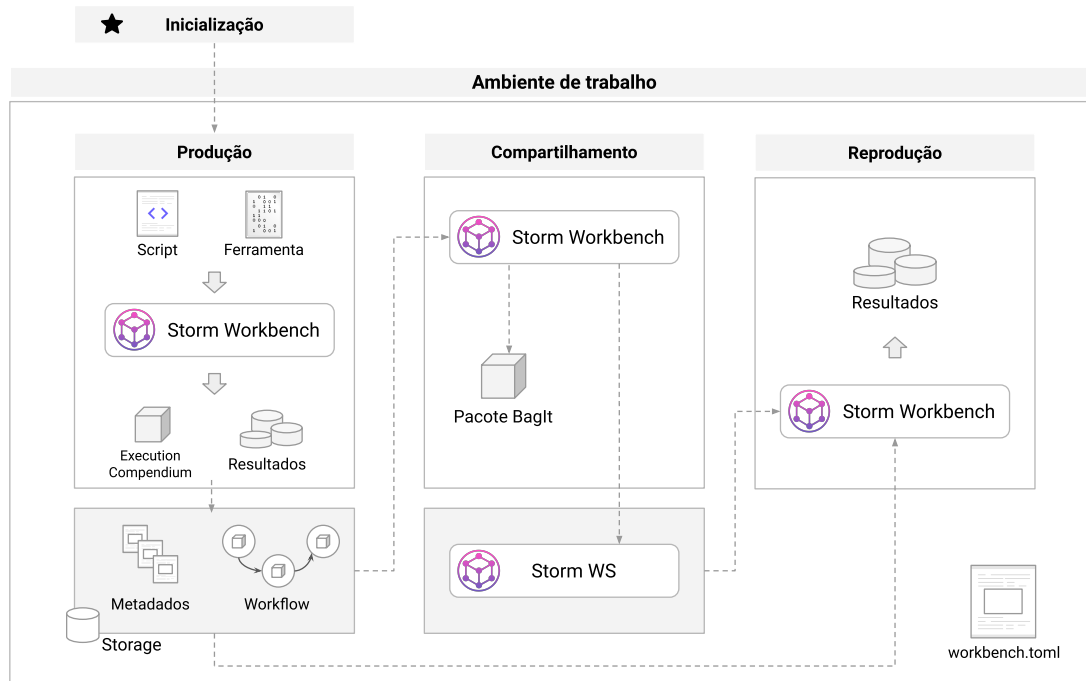 Inicialização
Ambiente de trabalho
Produção
Script
Ferramenta
Storm Workbench
Execution
Compendium
Resultados
Metadados
Workflow
Storage
Compartilhamento
Storm Workbench
Pacote BagIt
Storm WS
Reprodução
Resultados
Storm Workbench
workbench.toml